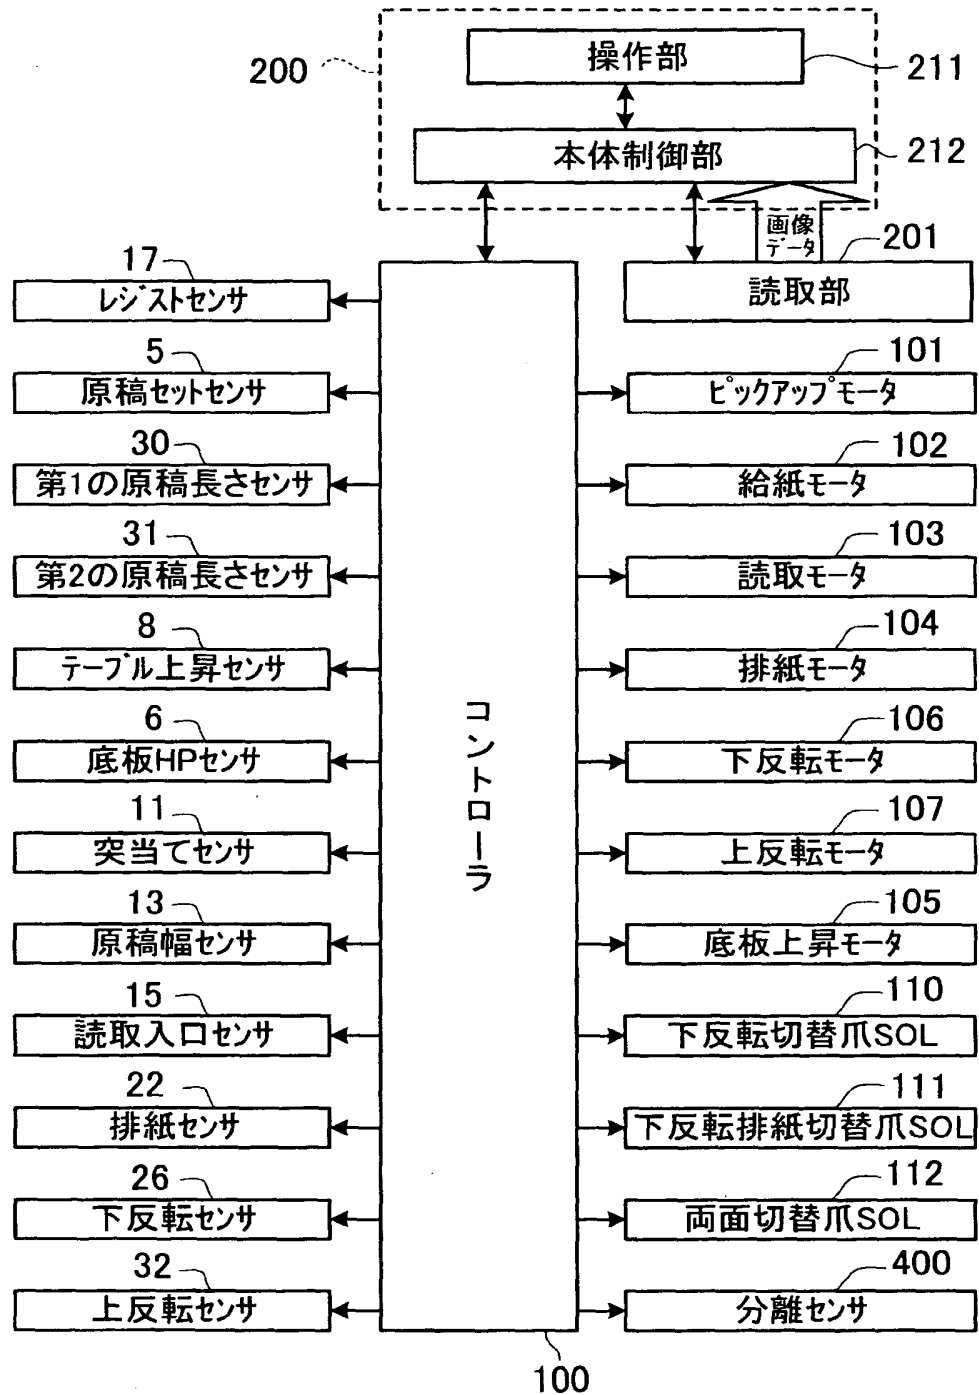 200
操作部
211
本体制御部
212
画像
データ
201
読取部
17
レジストセンサ
5
原稿セットセンサ
30
第1の原稿長さセンサ
31
第2の原稿長さセンサ
8
テーブル上昇センサ
6
底板HPセンサ
11
突当てセンサ
13
原稿幅センサ
15
読取入口センサ
22
排紙センサ
26
下反転センサ
32
上反転センサ
コントローラ
100
101
ピックアップモータ
102
給紙モータ
103
読取モータ
104
排紙モータ
106
下反転モータ
107
上反転モータ
105
底板上昇モータ
110
下反転切替爪SOL
111
下反転排紙切替爪SOL
112
両面切替爪SOL
400
分離センサ